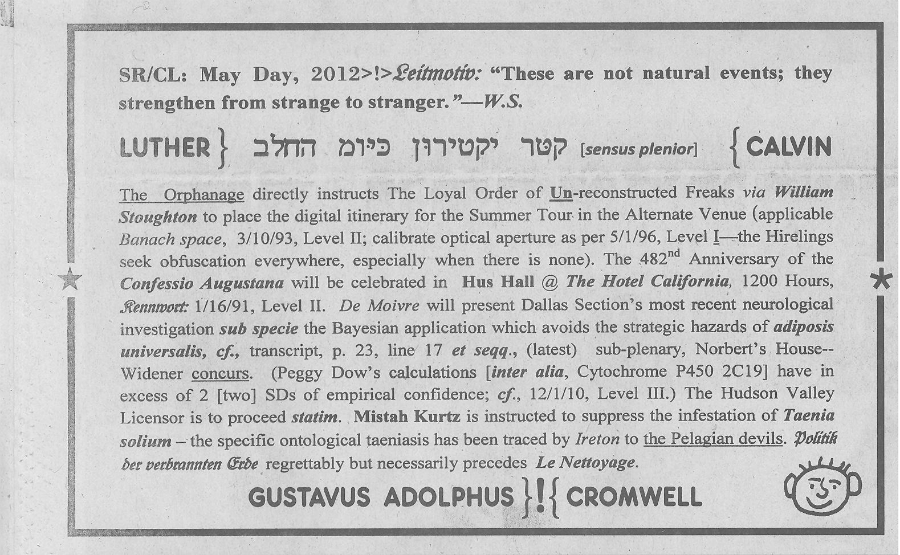 SR/CL: May Day, 2012>!>Leitmotiv: “These are not natural events; they
strengthen from strange to stranger.”—W.S.
LUTHER } קטר יקטירון כיום החלב [sensus plenior] { CALVIN
The Orphanage directly instructs The Loyal Order of Un-reconstructed Freaks via William
Stoughton to place the digital itinerary for the Summer Tour in the Alternate Venue (applicable
Banach space, 3/10/93, Level II; calibrate optical aperture as per 5/1/96, Level I—the Hirelings
seek obfuscation everywhere, especially when there is none). The 482nd Anniversary of the
Confessio Augustana will be celebrated in Hus Hall @ The Hotel California, 1200 Hours,
Kennwort: 1/16/91, Level II. De Moivre will present Dallas Section’s most recent neurological
investigation sub specie the Bayesian application which avoids the strategic hazards of adiposis
universalis, cf., transcript, p. 23, line 17 et seqq., (latest) sub-plenary, Norbert’s House--
Widener concurs. (Peggy Dow’s calculations [inter alia, Cytochrome P450 2C19] have in
excess of 2 [two] SDs of empirical confidence; cf., 12/1/10, Level III.) The Hudson Valley
Licensor is to proceed statim. Mistah Kurtz is instructed to suppress the infestation of Taenia
solium – the specific ontological taeniasis has been traced by Ireton to the Pelagian devils. Politik
der verbrannten Erde regrettably but necessarily precedes Le Nettoyage.
GUSTAVUS ADOLPHUS }!{ CROMWELL